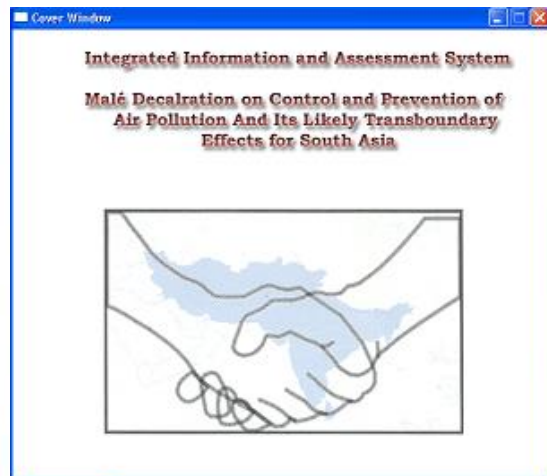 Cover Window
Integrated Information and Assessment System
Malé Decalration on Control and Prevention of
Air Pollution And Its Likely Transboundary
Effects for South Asia